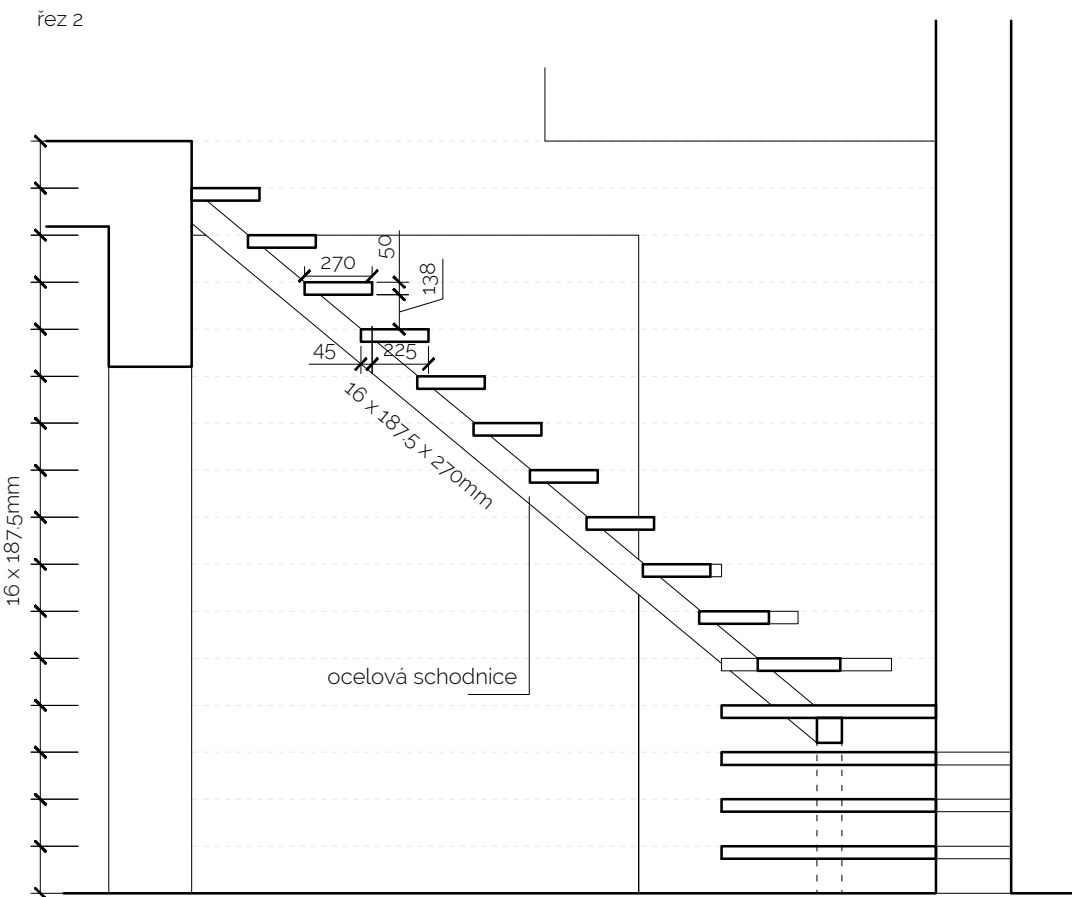 řez 2
50
270
138
45
225
16 x 187.5 x 270mm
16 x 187.5mm
ocelová schodnice